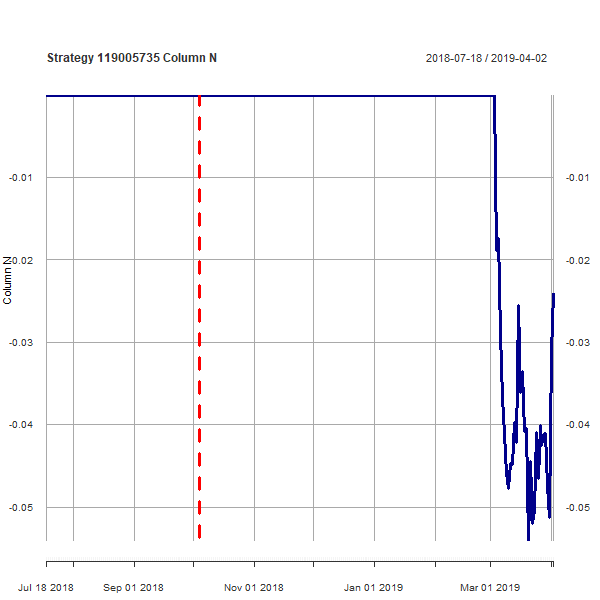 Strategy 119005735 Column N
2018-07-18 / 2019-04-02
-0.01 -0.01
-0.02 -0.02
Column N
-0.03 -0.03
-0.04 -0.04
-0.05 -0.05
Jul 18 2018 Sep 01 2018 Nov 01 2018 Jan 01 2019 Mar 01 2019